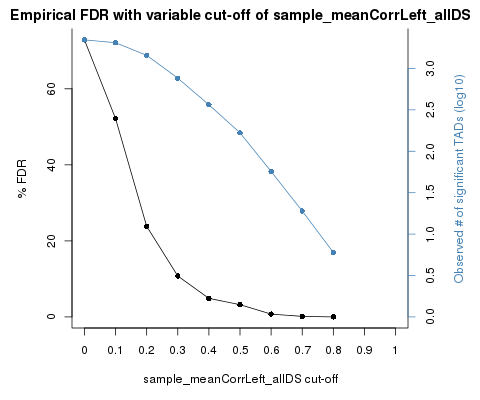 Empirical FDR with variable cut-off of sample_meanCorrLeft_allDS
% FDR
0
20
40
60
0.0
0.5
1.0
1.5
2.0
2.5
3.0
Observed # of significant TADs (log10)
0 0.1 0.2 0.3 0.4 0.5 0.6 0.7 0.8 0.9 1
sample_meanCorrLeft_allDS cut-off